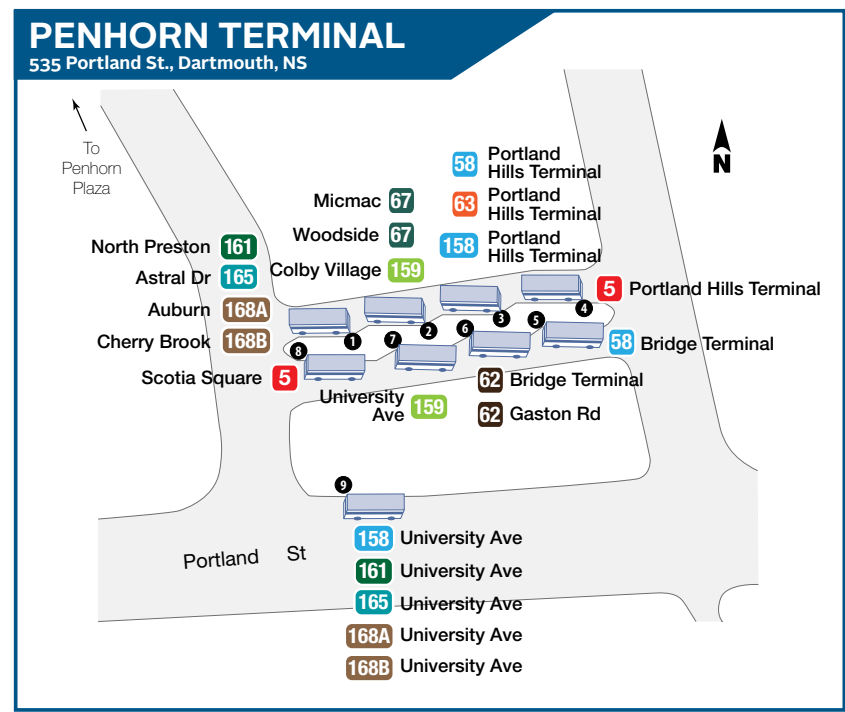 PENHORN TERMINAL
535 Portland St., Dartmouth, NS
To
Penhorn
Plaza
N
58 Portland
Hills Terminal
Micmac 67
63 Portland
Hills Terminal
Woodside 67
158 Portland
Hills Terminal
Colby Village 159
North Preston 161
Astral Dr 165
Auburn 168A
Cherry Brook 168B
Scotia Square 5
5 Portland Hills Terminal
58 Bridge Terminal
1
2
3
4
5
6
7
8
62 Bridge Terminal
62 Gaston Rd
University
Ave 159
9
158 University Ave
161 University Ave
165 University Ave
168A University Ave
168B University Ave
Portland St